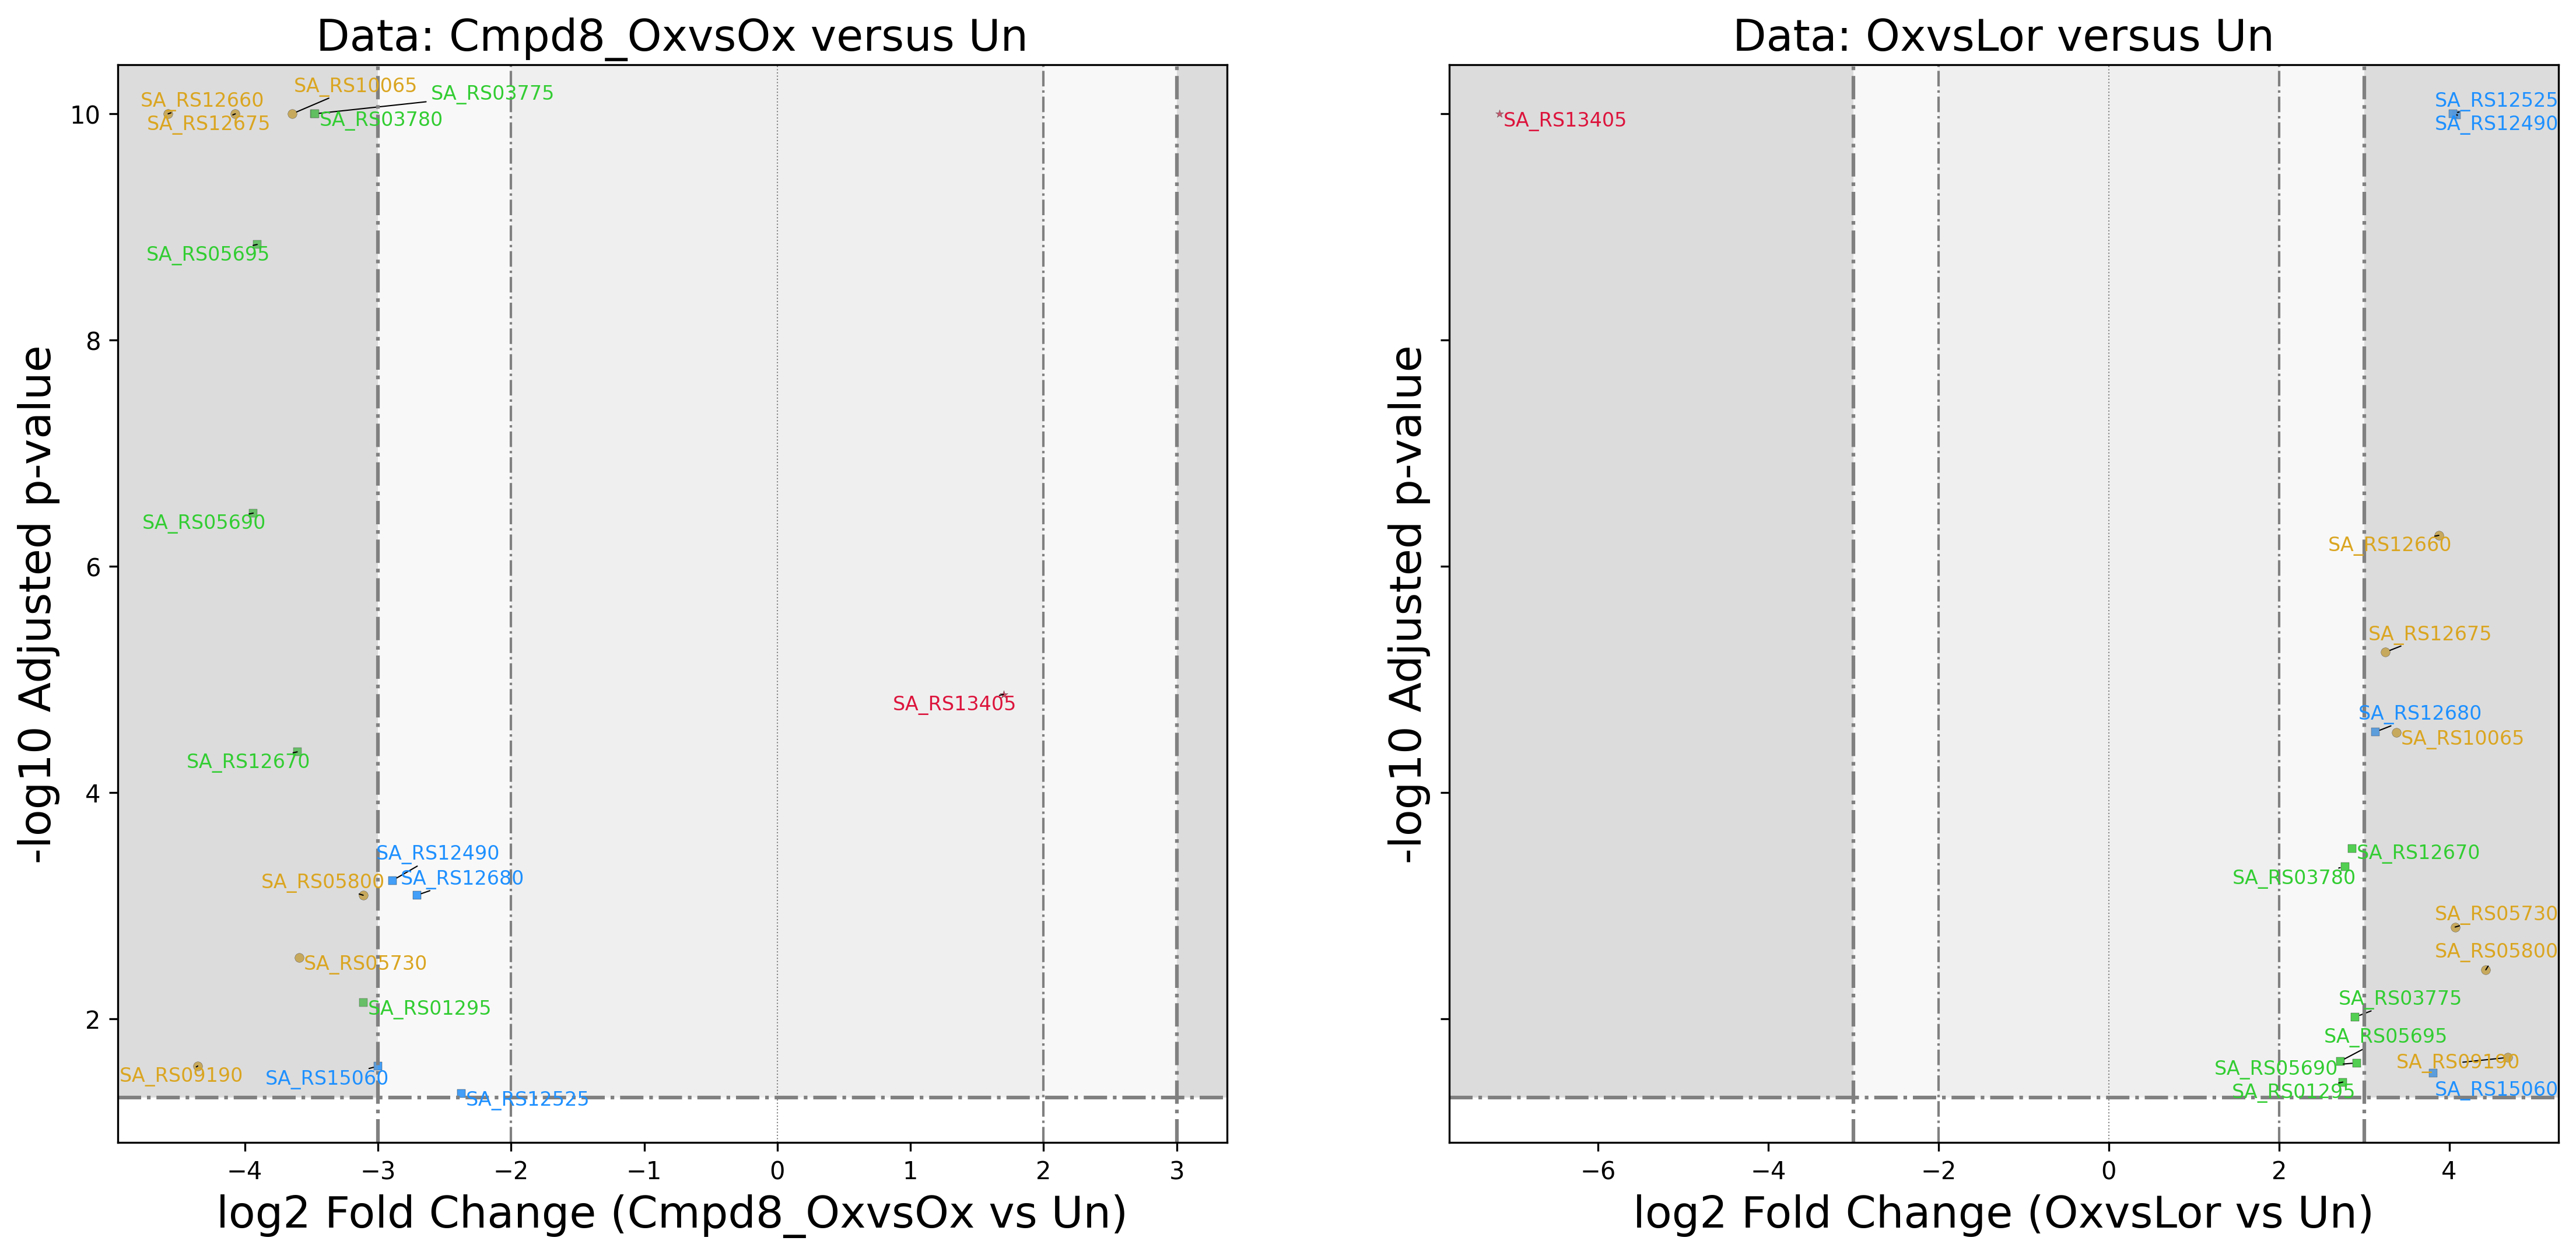 Data: Cmpd8_OxvsOx versus Un
SA_RS10065
SA_RS03775
SA_RS12660
SA_RS03780
SA_RS12675
SA_RS05695
SA_RS05690
SA_RS13405
SA_RS12670
SA_RS12490
SA_RS12680
SA_RS05800
SA_RS05730
SA_RS01295
SA_RS09190
SA_RS15060
SA_RS12525
10
8
6
4
2
-log10 Adjusted p-value
−4 −3 −2 −1 0 1 2 3
log2 Fold Change (Cmpd8_OxvsOx vs Un)
Data: OxvsLor versus Un
SA_RS13405
SA_RS12525
SA_RS12490
SA_RS12660
SA_RS12675
SA_RS12680
SA_RS10065
SA_RS12670
SA_RS03780
SA_RS05730
SA_RS05800
SA_RS03775
SA_RS05695
SA_RS09190
SA_RS05690
SA_RS15060
SA_RS01295
-log10 Adjusted p-value
−6 −4 −2 0 2 4
log2 Fold Change (OxvsLor vs Un)